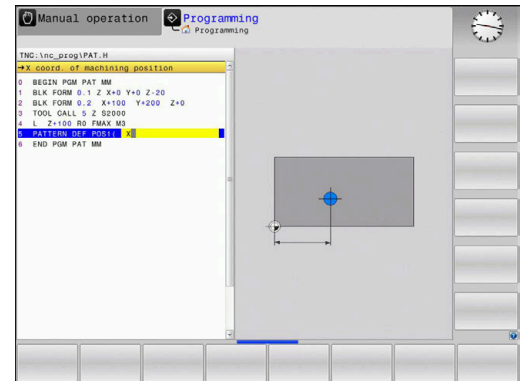 Manual operation
Programming
Programming
TNC:\nc_prog\PAT.H
→X coord. of machining position
0 BEGIN PGM PAT MM
1 BLK FORM 0.1 Z X+0 Y+0 Z-20
2 BLK FORM 0.2 X+100 Y+200 Z+0
3 TOOL CALL 5 Z S2000
4 L Z+100 R0 FMAX M3
5 PATTERN DEF POS1( X
6 END PGM PAT MM